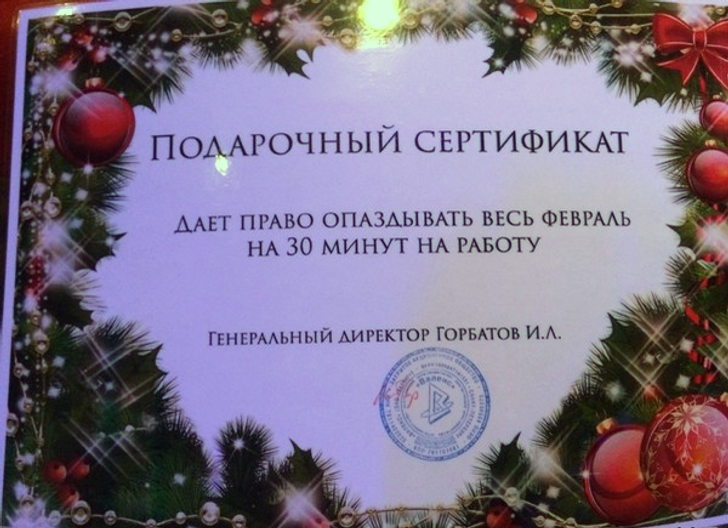 Подарочный сертификат
дает право опаздывать весь февраль
на 30 минут на работу
Генеральный директор Горбатов И.Л.